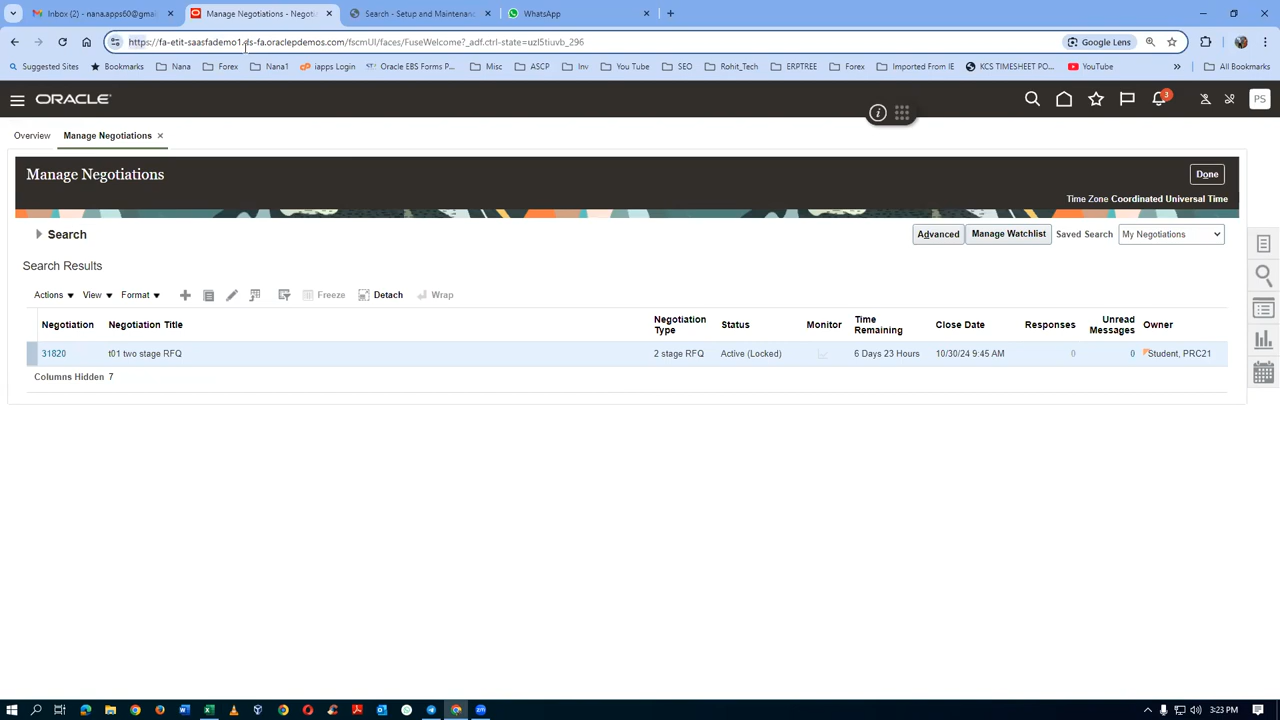 Inbox (2) - nana.apps60@gmail
Manage Negotiations - Negotiat
Search - Setup and Maintenanc
WhatsApp
https://fa-etit-saasfademo1.ds-fa.oraclepdemos.com/fscmUI/faces/FuseWelcome?_adf.ctrl-state=uzl5tiuvb_296
Google Lens
Suggested Sites
Bookmarks
Nana
Forex
Nana1
iapps Login
Oracle EBS Forms P...
Misc
ASCP
Inv
You Tube
SEO
Rohit_Tech
ERPTREE
Forex
Imported From IE
KCS TIMESHEET PO...
YouTube
All Bookmarks
ORACLE
3
PS
Overview
Manage Negotiations
Manage Negotiations
Done
Time Zone Coordinated Universal Time
Search
Advanced
Manage Watchlist
Saved Search
My Negotiations
Search Results
Actions
View
Format
Freeze
Detach
Wrap
Negotiation
Negotiation Title
Negotiation Type
Status
Monitor
Time Remaining
Close Date
Responses
Unread Messages
Owner
31820
t01 two stage RFQ
2 stage RFQ
Active (Locked)
6 Days 23 Hours
10/30/24 9:45 AM
0
0
Student, PRC21
Columns Hidden 7
3:23 PM